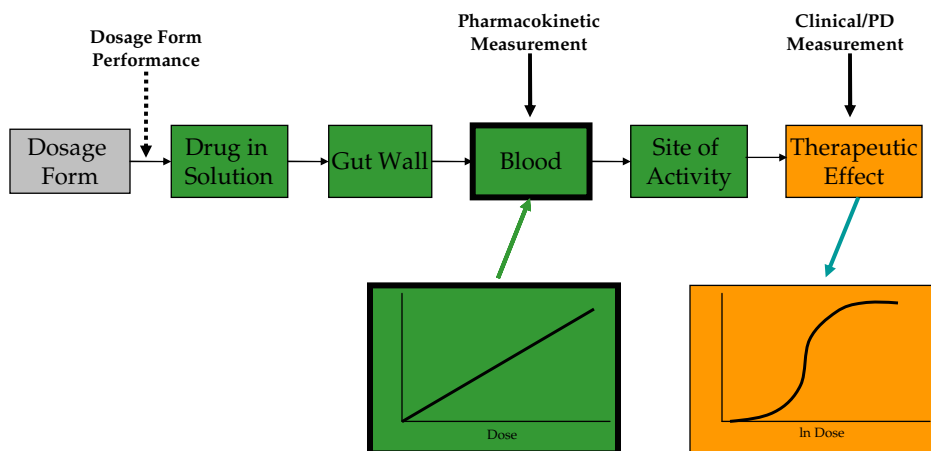 Dosage Form
Performance
Pharmacokinetic
Measurement
Clinical/PD
Measurement
Dosage
Form
Drug in
Solution
Gut Wall
Blood
Site of
Activity
Therapeutic
Effect
Dose
ln Dose